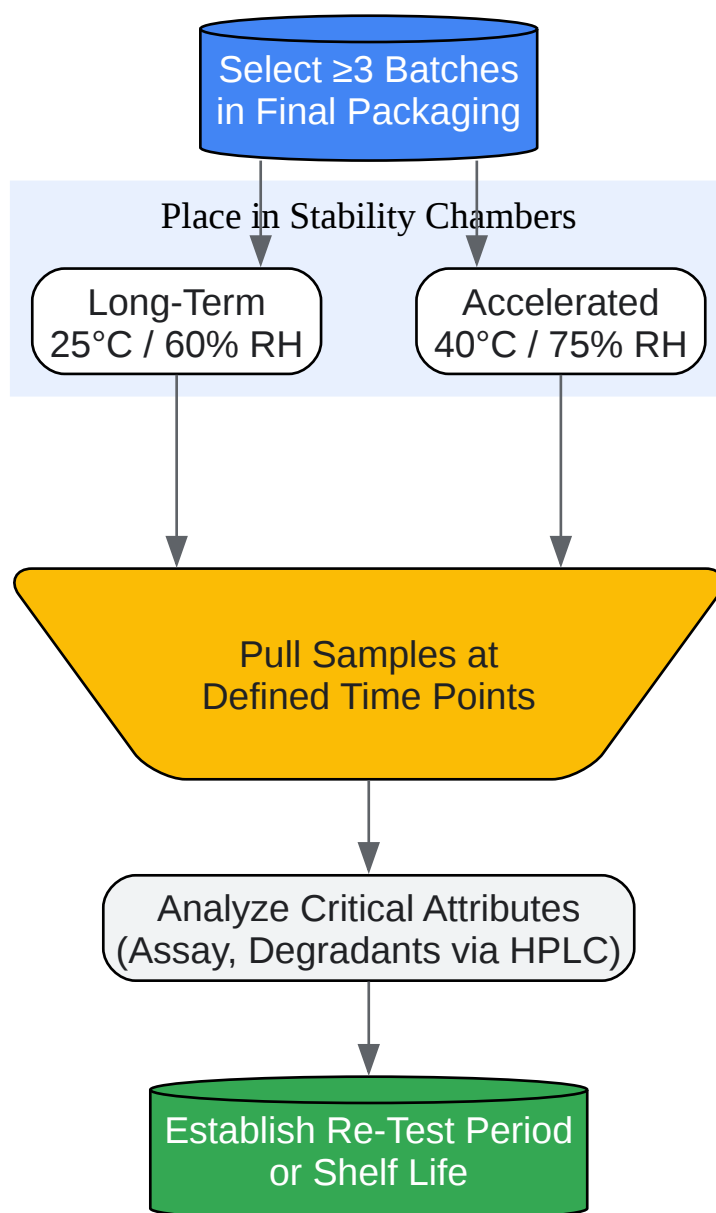 Select ≥3 Batches
in Final Packaging
Place in Stability Chambers
Long-Term
25°C / 60% RH
Accelerated
40°C / 75% RH
Pull Samples at
Defined Time Points
Analyze Critical Attributes
(Assay, Degradants via HPLC)
Establish Re-Test Period
or Shelf Life